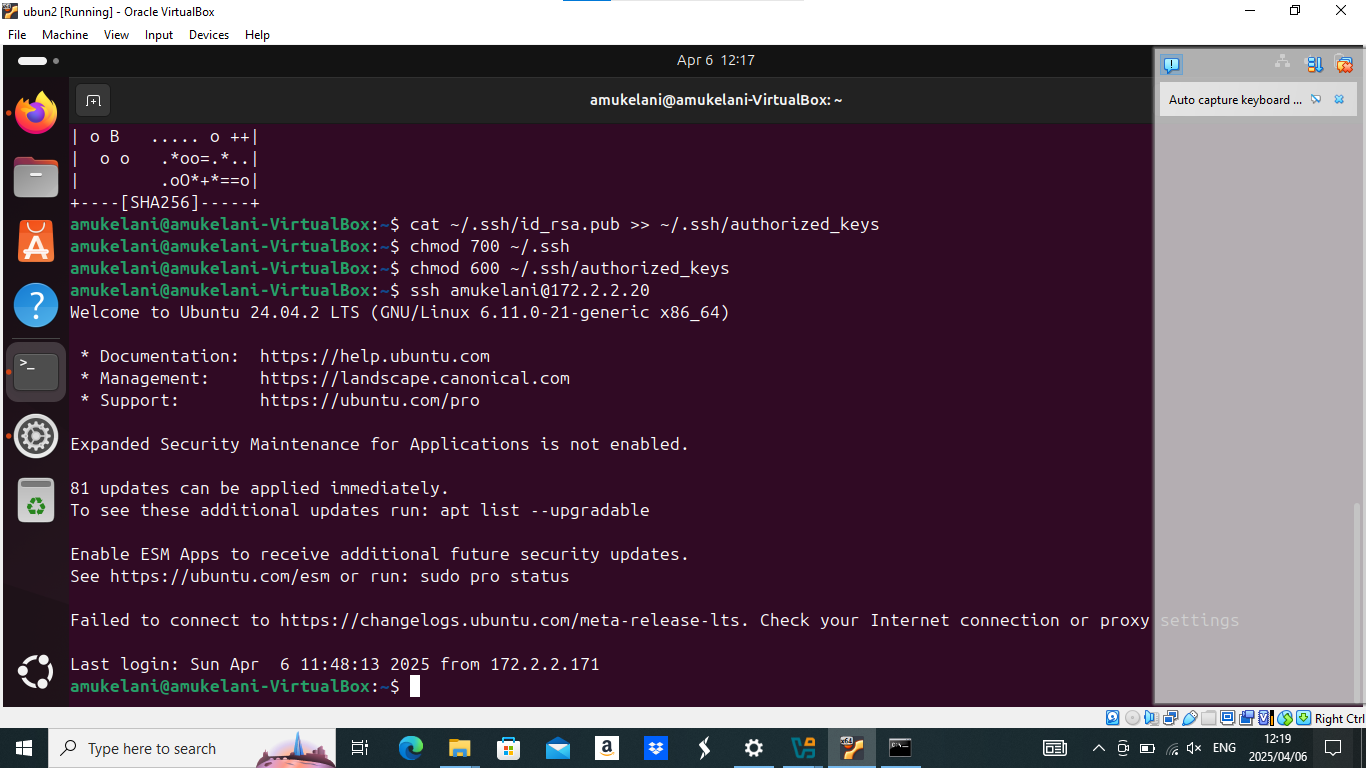 ubun2 [Running] - Oracle VirtualBox
File Machine View Input Devices Help
Apr 6 12:17
amukelani@amukelani-VirtualBox: ~
Auto capture keyboard ...
| o B   ..... o ++|
|  o o   .*oo=.*..|
|        .oO*+*==o|
+----[SHA256]-----+
amukelani@amukelani-VirtualBox:~$ cat ~/.ssh/id_rsa.pub >> ~/.ssh/authorized_keys
amukelani@amukelani-VirtualBox:~$ chmod 700 ~/.ssh
amukelani@amukelani-VirtualBox:~$ chmod 600 ~/.ssh/authorized_keys
amukelani@amukelani-VirtualBox:~$ ssh amukelani@172.2.2.20
Welcome to Ubuntu 24.04.2 LTS (GNU/Linux 6.11.0-21-generic x86_64)
* Documentation:  https://help.ubuntu.com
* Management:     https://landscape.canonical.com
* Support:        https://ubuntu.com/pro
Expanded Security Maintenance for Applications is not enabled.
81 updates can be applied immediately.
To see these additional updates run: apt list --upgradable
Enable ESM Apps to receive additional future security updates.
See https://ubuntu.com/esm or run: sudo pro status
Failed to connect to https://changelogs.ubuntu.com/meta-release-lts. Check your Internet connection or proxy settings
Last login: Sun Apr  6 11:48:13 2025 from 172.2.2.171
amukelani@amukelani-VirtualBox:~$
Right Ctrl
Type here to search
ENG
12:19
2025/04/06